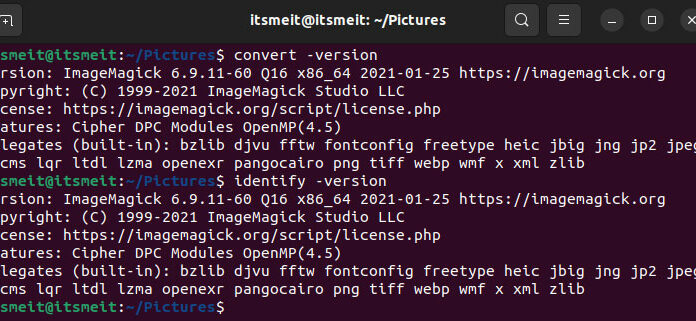 itsmeit@itsmeit: ~/Pictures
smeit@itsmeit:~/Pictures$ convert -version
rsion: ImageMagick 6.9.11-60 Q16 x86_64 2021-01-25 https://imagemagick.org
pyright: (C) 1999-2021 ImageMagick Studio LLC
cense: https://imagemagick.org/script/license.php
atures: Cipher DPC Modules OpenMP(4.5)
legates (built-in): bzlib djvu fftw fontconfig freetype heic jbig jng jp2 jpeg
cms lqr ltdl lzma openexr pangocairo png tiff webp wmf x xml zlib
smeit@itsmeit:~/Pictures$ identify -version
rsion: ImageMagick 6.9.11-60 Q16 x86_64 2021-01-25 https://imagemagick.org
pyright: (C) 1999-2021 ImageMagick Studio LLC
cense: https://imagemagick.org/script/license.php
atures: Cipher DPC Modules OpenMP(4.5)
legates (built-in): bzlib djvu fftw fontconfig freetype heic jbig jng jp2 jpeg
cms lqr ltdl lzma openexr pangocairo png tiff webp wmf x xml zlib
smeit@itsmeit:~/Pictures$